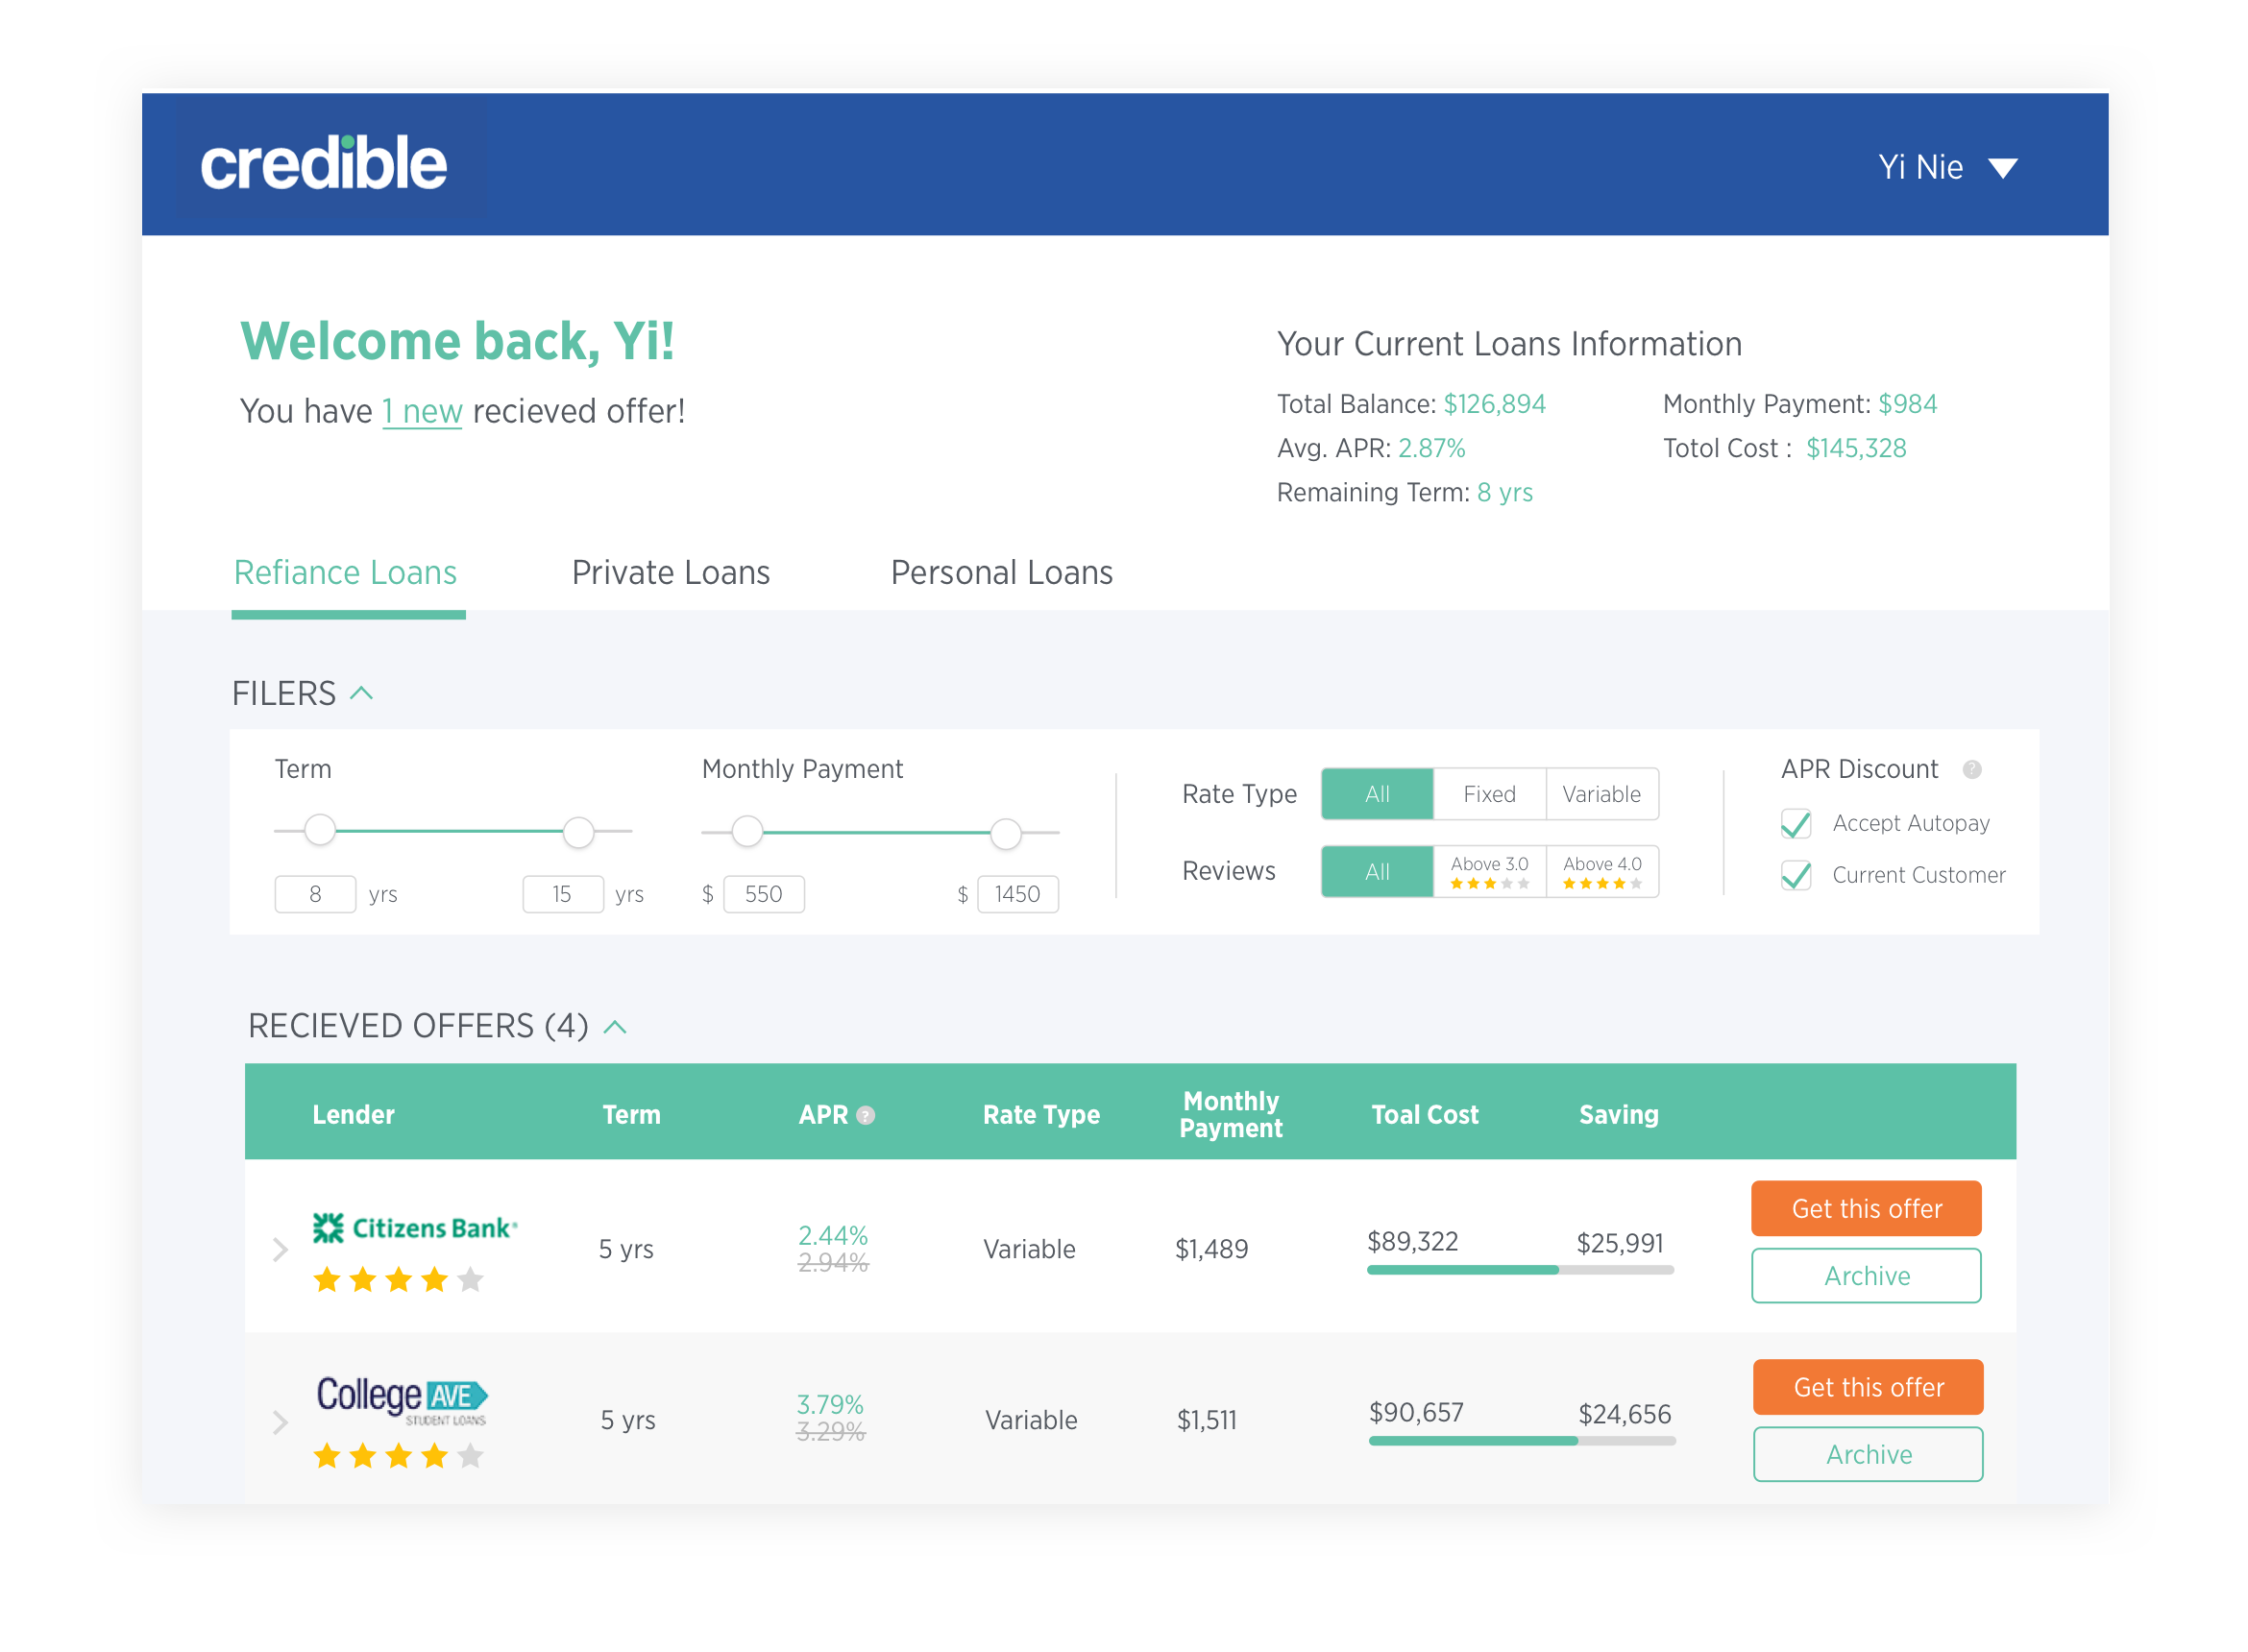 credible
Yi Nie
Welcome back, Yi!
You have 1 new recieved offer!
Your Current Loans Information
Total Balance: $126,894
Monthly Payment: $984
Avg. APR: 2.87%
Totol Cost : $145,328
Remaining Term: 8 yrs
Refiance Loans
Private Loans
Personal Loans
FILERS
Term
8 yrs
15 yrs
Monthly Payment
$ 550
$ 1450
Rate Type
All
Fixed
Variable
Reviews
All
Above 3.0
Above 4.0
APR Discount ?
Accept Autopay
Current Customer
RECIEVED OFFERS (4)
Lender
Term
APR ?
Rate Type
Monthly
Payment
Toal Cost
Saving
Citizens Bank
5 yrs
2.44%
2.94%
Variable
$1,489
$89,322
$25,991
Get this offer
Archive
College AVE
STUDENT LOANS
5 yrs
3.79%
3.29%
Variable
$1,511
$90,657
$24,656
Get this offer
Archive